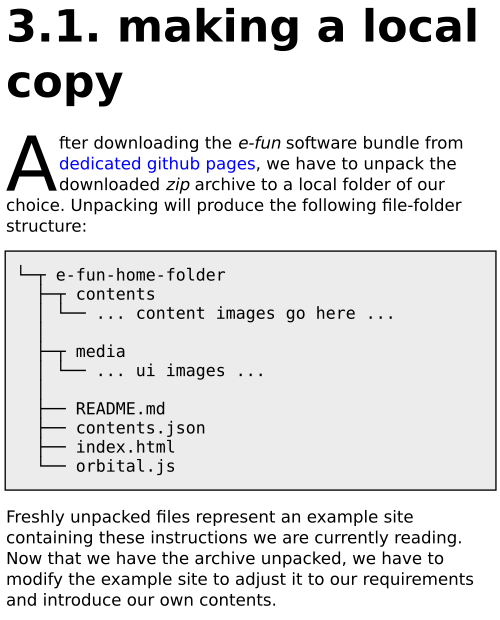 3.1. making a local
copy
After downloading the e-fun software bundle from
dedicated github pages, we have to unpack the
downloaded zip archive to a local folder of our
choice. Unpacking will produce the following file-folder
structure:
└─┬ e-fun-home-folder
  ├─┬ contents
  │ └── ... content images go here ...
  │
  ├─┬ media
  │ └── ... ui images ...
  │
  ├── README.md
  ├── contents.json
  ├── index.html
  └── orbital.js
Freshly unpacked files represent an example site
containing these instructions we are currently reading.
Now that we have the archive unpacked, we have to
modify the example site to adjust it to our requirements
and introduce our own contents.